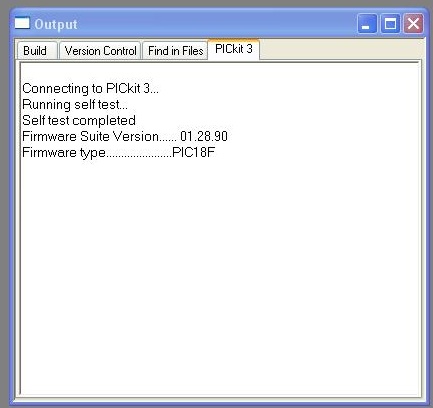 Output
Build Version Control Find in Files PICkit 3
Connecting to PICkit 3...
Running self test...
Self test completed
Firmware Suite Version...... 01.28.90
Firmware type......................PIC18F